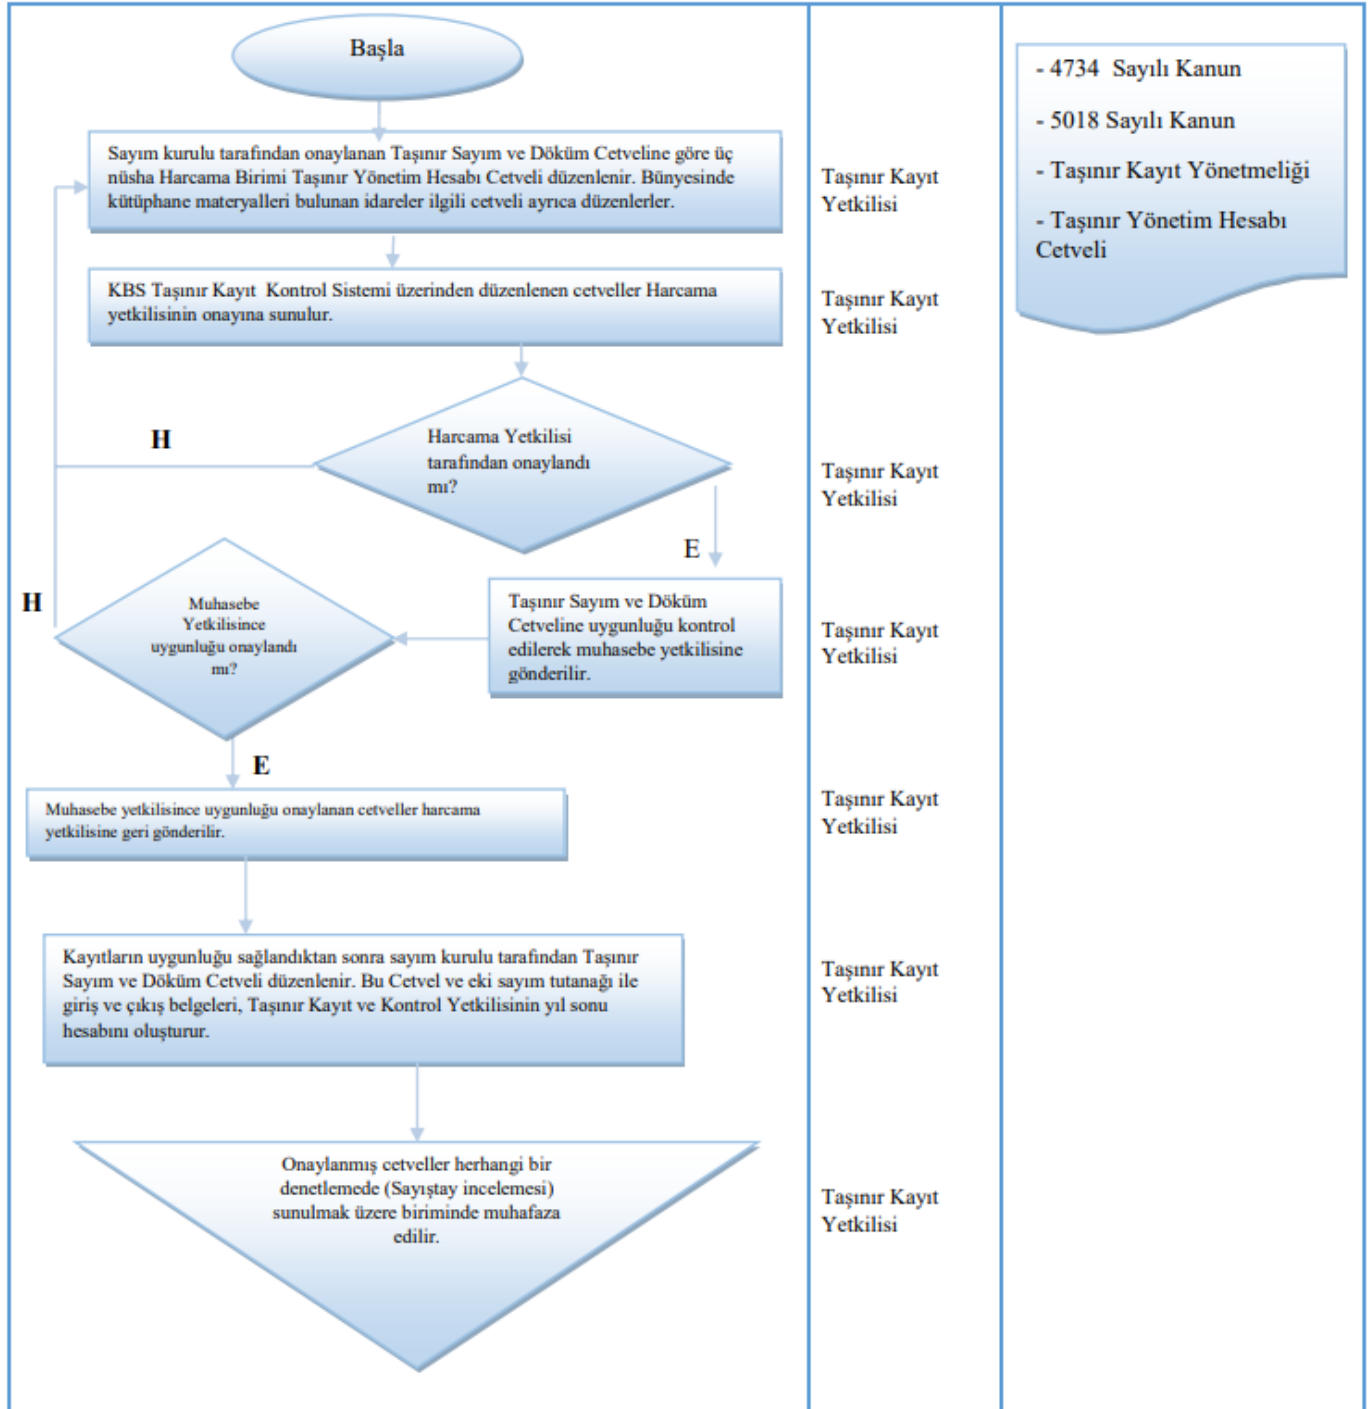 Başla
Sayım kurulu tarafından onaylanan Taşınır Sayım ve Döküm Cetveline göre üç
nüsha Harcama Birimi Taşınır Yönetim Hesabı Cetveli düzenlenir. Bünyesinde
kütüphane materyalleri bulunan idareler ilgili cetveli ayrıca düzenlerler.
Taşınır Kayıt
Yetkilisi
- 4734 Sayılı Kanun
- 5018 Sayılı Kanun
- Taşınır Kayıt Yönetmeliği
- Taşınır Yönetim Hesabı
Cetveli
KBS Taşınır Kayıt Kontrol Sistemi üzerinden düzenlenen cetveller Harcama
yetkilisinin onayına sunulur.
Taşınır Kayıt
Yetkilisi
H
Harcama Yetkilisi
tarafından onaylandı
mı?
Taşınır Kayıt
Yetkilisi
E
H
Muhasebe
Yetkilisince
uygunluğu onaylandı
mı?
Taşınır Sayım ve Döküm
Cetveline uygunluğu kontrol
edilerek muhasebe yetkilisine
gönderilir.
Taşınır Kayıt
Yetkilisi
E
Muhasebe yetkilisince uygunluğu onaylanan cetveller harcama
yetkilisine geri gönderilir.
Taşınır Kayıt
Yetkilisi
Kayıtların uygunluğu sağlandıktan sonra sayım kurulu tarafından Taşınır
Sayım ve Döküm Cetveli düzenlenir. Bu Cetvel ve eki sayım tutanağı ile
giriş ve çıkış belgeleri, Taşınır Kayıt ve Kontrol Yetkilisinin yıl sonu
hesabını oluşturur.
Taşınır Kayıt
Yetkilisi
Onaylanmış cetveller herhangi bir
denetlemede (Sayıştay incelemesi)
sunulmak üzere biriminde muhafaza
edilir.
Taşınır Kayıt
Yetkilisi